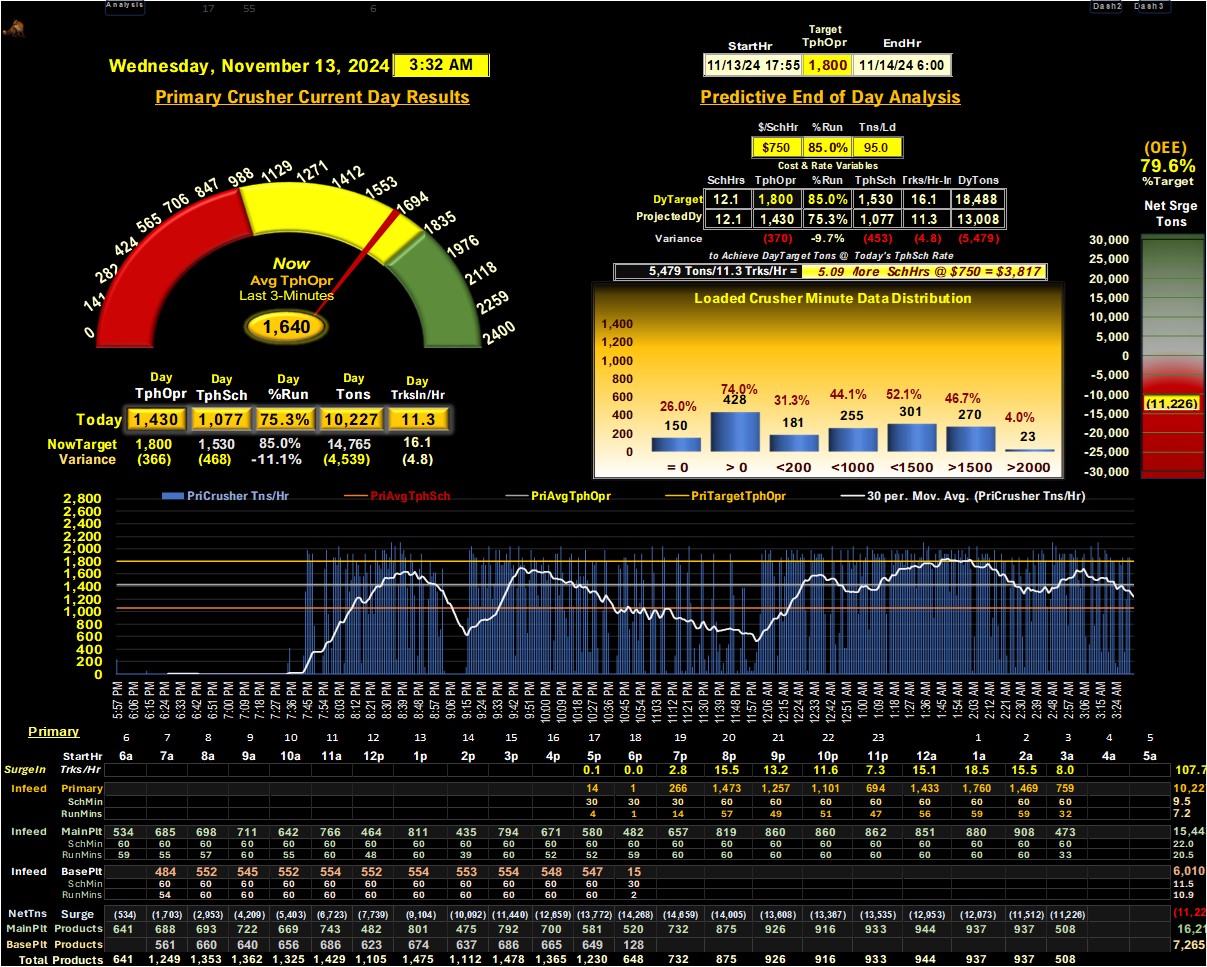 Analysis 17 55 6 Dash2 Dash3
Target
StartHr TphOpr EndHr
Wednesday, November 13, 2024 3:32 AM 11/13/24 17:55 1,800 11/14/24 6:00
Primary Crusher Current Day Results Predictive End of Day Analysis
$/SchHr %Run Tns/Ld
$750 85.0% 95.0
Cost & Rate Variables
SchHrs TphOpr %Run TphSch Trks/Hr-In DyTons
DyTarget 12.1 1,800 85.0% 1,530 16.1 18,488
ProjectedDy 12.1 1,430 75.3% 1,077 11.3 13,008
Variance (370) -9.7% (453) (4.8) (5,479)
to Achieve DayTarget Tons @ Today's TphSch Rate
5,479 Tons/11.3 Trks/Hr = 5.09 More SchHrs @ $750 = $3,817
(OEE)
79.6%
%Target
Net Srge
Tons
30,000
25,000
20,000
15,000
10,000
5,000
0
-5,000
-10,000
(11,226)
-15,000
-20,000
-25,000
-30,000
0 141 282 424 565 706 847 988 1129 1271 1412 1553 1694 1835 1976 2118 2259 2400
Now
Avg TphOpr
Last 3-Minutes
1,640
Loaded Crusher Minute Data Distribution
1,400
1,200
1,000
800
600
400
200
0
26.0% 74.0% 31.3% 44.1% 52.1% 46.7% 4.0%
150 428 181 255 301 270 23
= 0 > 0 <200 <1000 <1500 >1500 >2000
Day Day Day Day Day
TphOpr TphSch %Run Tons TrksIn/Hr
Today 1,430 1,077 75.3% 10,227 11.3
NowTarget 1,800 1,530 85.0% 14,765 16.1
Variance (366) (468) -11.1% (4,539) (4.8)
PriCrusher Tns/Hr PriAvgTphSch PriAvgTphOpr PriTargetTphOpr 30 per. Mov. Avg. (PriCrusher Tns/Hr)
2,800
2,600
2,400
2,200
2,000
1,800
1,600
1,400
1,200
1,000
800
600
400
200
0
5:57 PM 6:06 PM 6:15 PM 6:24 PM 6:33 PM 6:42 PM 6:51 PM 7:00 PM 7:09 PM 7:18 PM 7:27 PM 7:36 PM 7:45 PM 7:54 PM 8:03 PM 8:12 PM 8:21 PM 8:30 PM 8:39 PM 8:48 PM 8:57 PM 9:06 PM 9:15 PM 9:24 PM 9:33 PM 9:42 PM 9:51 PM 10:00 PM 10:09 PM 10:18 PM 10:27 PM 10:36 PM 10:45 PM 10:54 PM 11:03 PM 11:12 PM 11:21 PM 11:30 PM 11:39 PM 11:48 PM 11:57 PM 12:06 AM 12:15 AM 12:24 AM 12:33 AM 12:42 AM 12:51 AM 1:00 AM 1:09 AM 1:18 AM 1:27 AM 1:36 AM 1:45 AM 1:54 AM 2:03 AM 2:12 AM 2:21 AM 2:30 AM 2:39 AM 2:48 AM 2:57 AM 3:06 AM 3:15 AM 3:24 AM
Primary 6 7 8 9 10 11 12 13 14 15 16 17 18 19 20 21 22 23 1 2 3 4 5
StartHr 6a 7a 8a 9a 10a 11a 12p 1p 2p 3p 4p 5p 6p 7p 8p 9p 10p 11p 12a 1a 2a 3a 4a 5a
SurgeIn Trks/Hr 0.1 0.0 2.8 15.5 13.2 11.6 7.3 15.1 18.5 15.5 8.0 107.7
Infeed Primary 14 1 266 1,473 1,257 1,101 694 1,433 1,760 1,469 759 10,22
SchMin 30 30 30 60 60 60 60 60 60 60 32 9.5
RunMins 4 1 14 57 49 51 47 56 59 59 32 7.2
Infeed MainPlt 534 685 698 711 642 766 464 811 435 794 671 580 482 657 819 860 860 862 851 880 908 473 15,44
SchMin 60 60 60 60 60 60 60 60 60 60 60 60 60 60 60 60 60 60 60 60 60 60 22.0
RunMins 59 55 57 60 55 60 48 60 39 60 52 52 59 60 60 60 60 60 60 60 60 33 20.5
Infeed BasePlt 484 552 545 552 554 552 554 553 554 548 547 15 6,010
SchMin 60 60 60 60 60 60 60 60 60 60 60 30 11.5
RunMins 54 60 60 60 60 60 60 60 60 60 60 2 10.9
NetTns Surge (534) (1,703) (2,953) (4,209) (5,403) (6,723) (7,739) (9,104) (10,092) (11,440) (12,659) (13,772) (14,268) (14,659) (14,005) (13,608) (13,367) (13,535) (12,953) (12,073) (11,512) (11,226) (11,22
MainPlt Products 641 688 693 722 669 743 482 801 475 792 700 581 520 732 875 926 916 933 944 937 937 508 16,21
BasePlt Products 561 660 640 656 686 623 674 637 686 665 649 128 7,265
Total Products 641 1,249 1,353 1,362 1,325 1,429 1,105 1,475 1,112 1,478 1,365 1,230 648 732 875 926 916 933 944 937 937 508